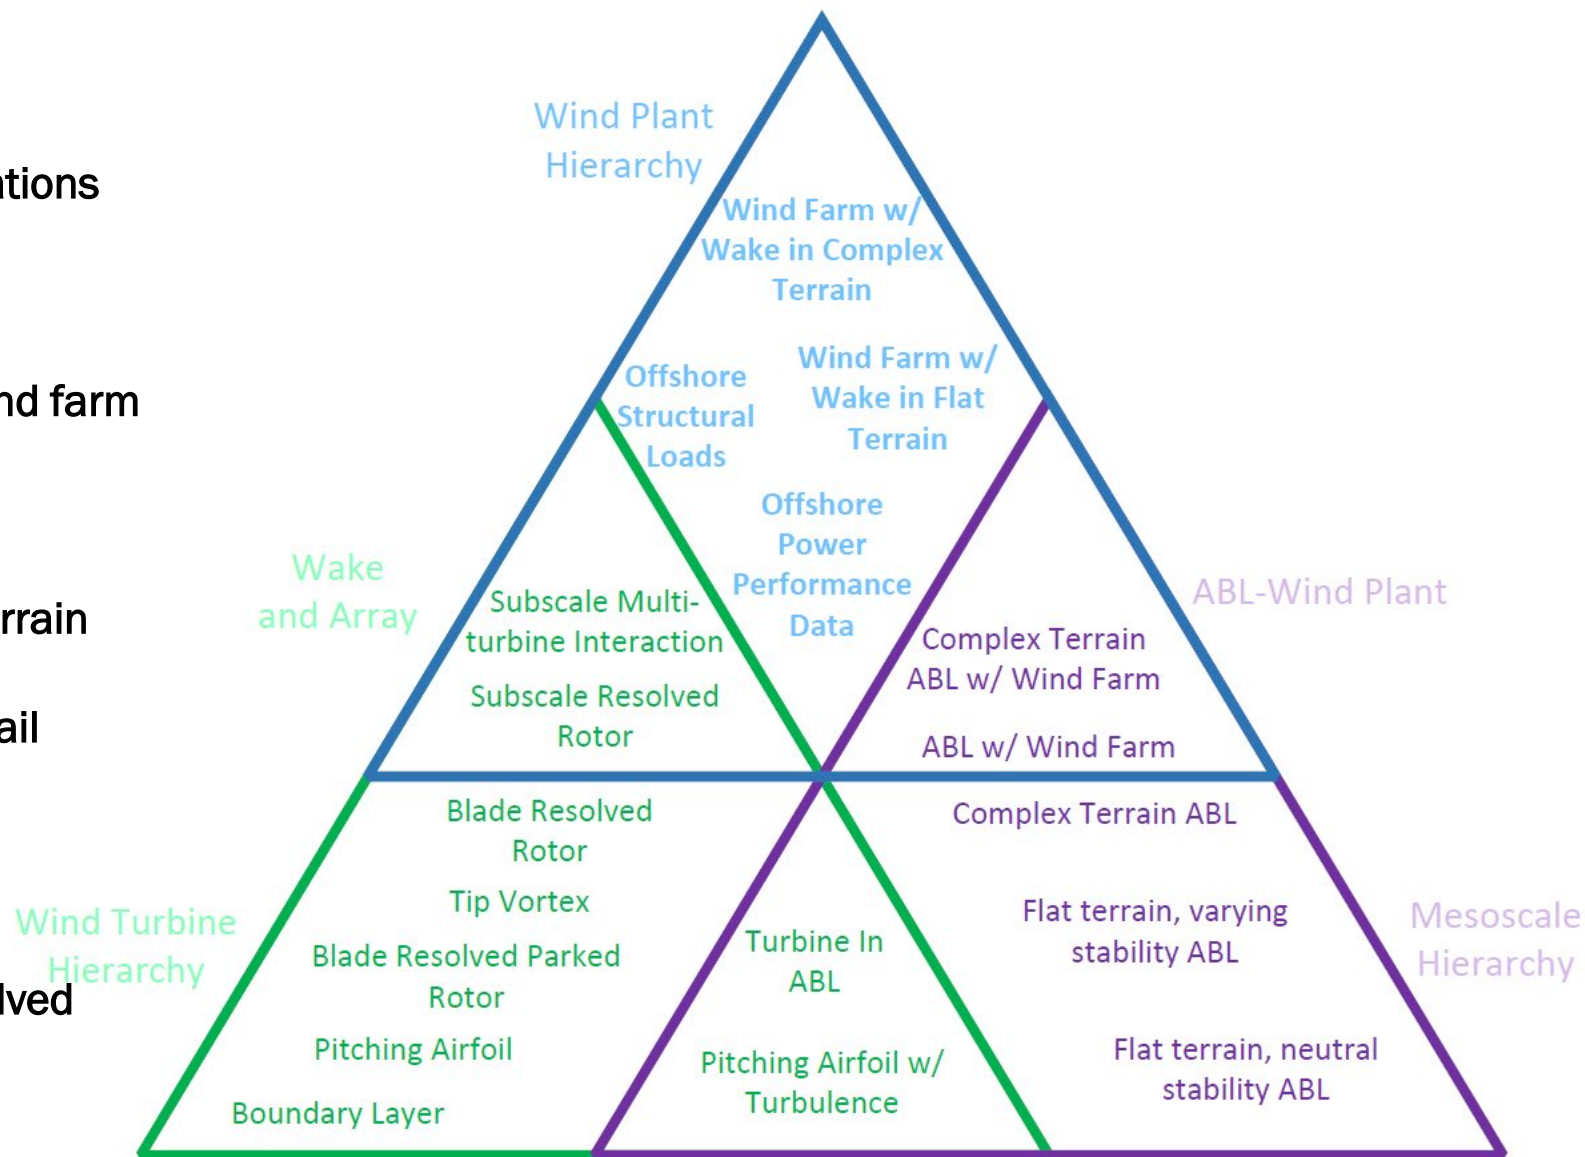 Wind Plant
Hierarchy
ations
Wind Farm w/
Wake in Complex
Terrain
nd farm
Offshore
Structural
Loads
Wind Farm w/
Wake in Flat
Terrain
Offshore
Power
Performance
Data
Wake
and Array
rrain
ail
Subscale Multi-
turbine Interaction
Subscale Resolved
Rotor
ABL-Wind Plant
Complex Terrain
ABL w/ Wind Farm
ABL w/ Wind Farm
Wind Turbine
Hierarchy
lved
Blade Resolved
Rotor
Tip Vortex
Blade Resolved Parked
Rotor
Pitching Airfoil
Boundary Layer
Turbine In
ABL
Pitching Airfoil w/
Turbulence
Complex Terrain ABL
Flat terrain, varying
stability ABL
Flat terrain, neutral
stability ABL
Mesoscale
Hierarchy